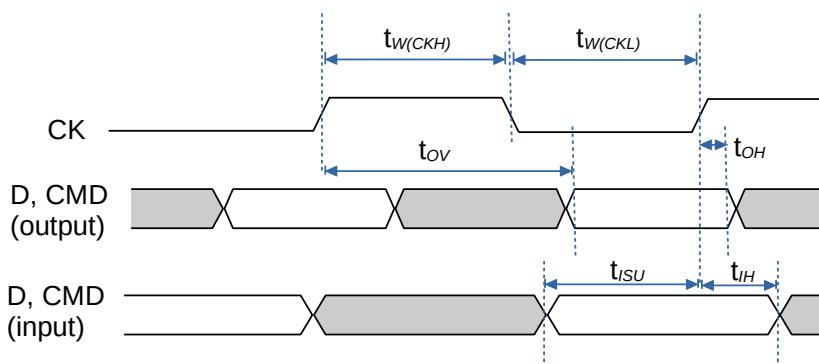 tW(CKH) tW(CKL)
CK
tOV tOH
D, CMD
(output)
tISU tIH
D, CMD
(input)